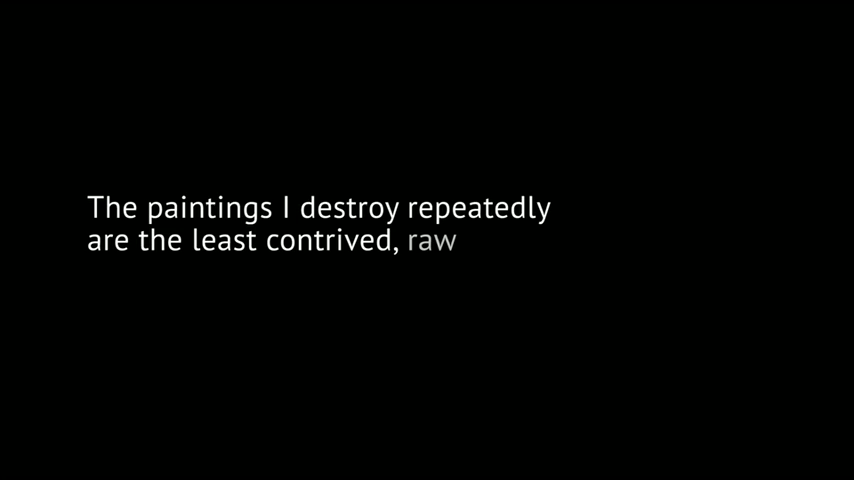 The paintings I destroy repeatedly
are the least contrived, raw